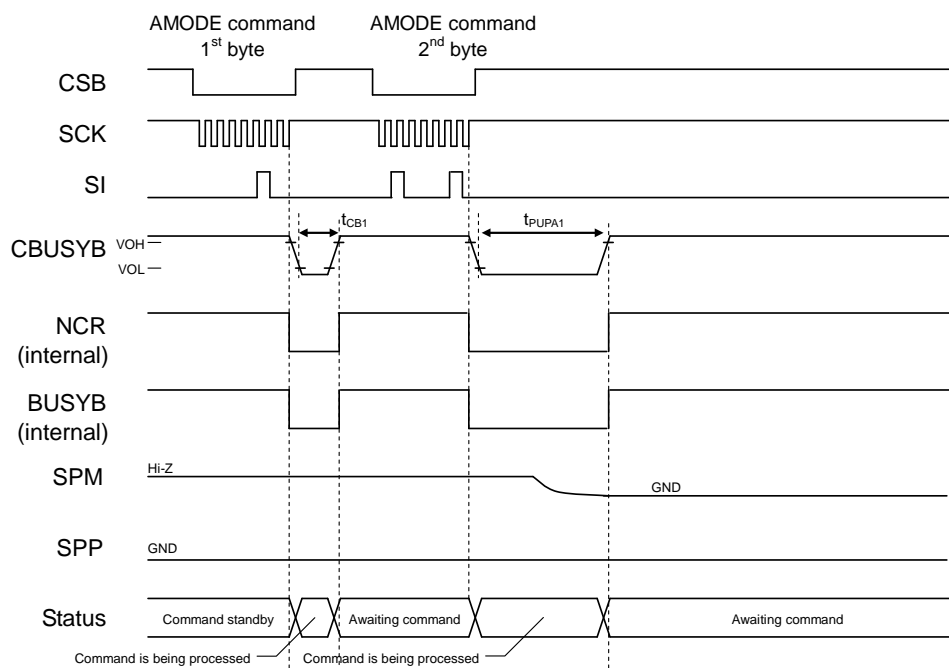 AMODE command
1st byte
AMODE command
2nd byte
CSB
SCK
SI
tCB1
tPUPA1
CBUSYB
VOH
VOL
NCR
(internal)
BUSYB
(internal)
SPM
Hi-Z
GND
SPP
GND
Status
Command standby
Awaiting command
Awaiting command
Command is being processed
Command is being processed